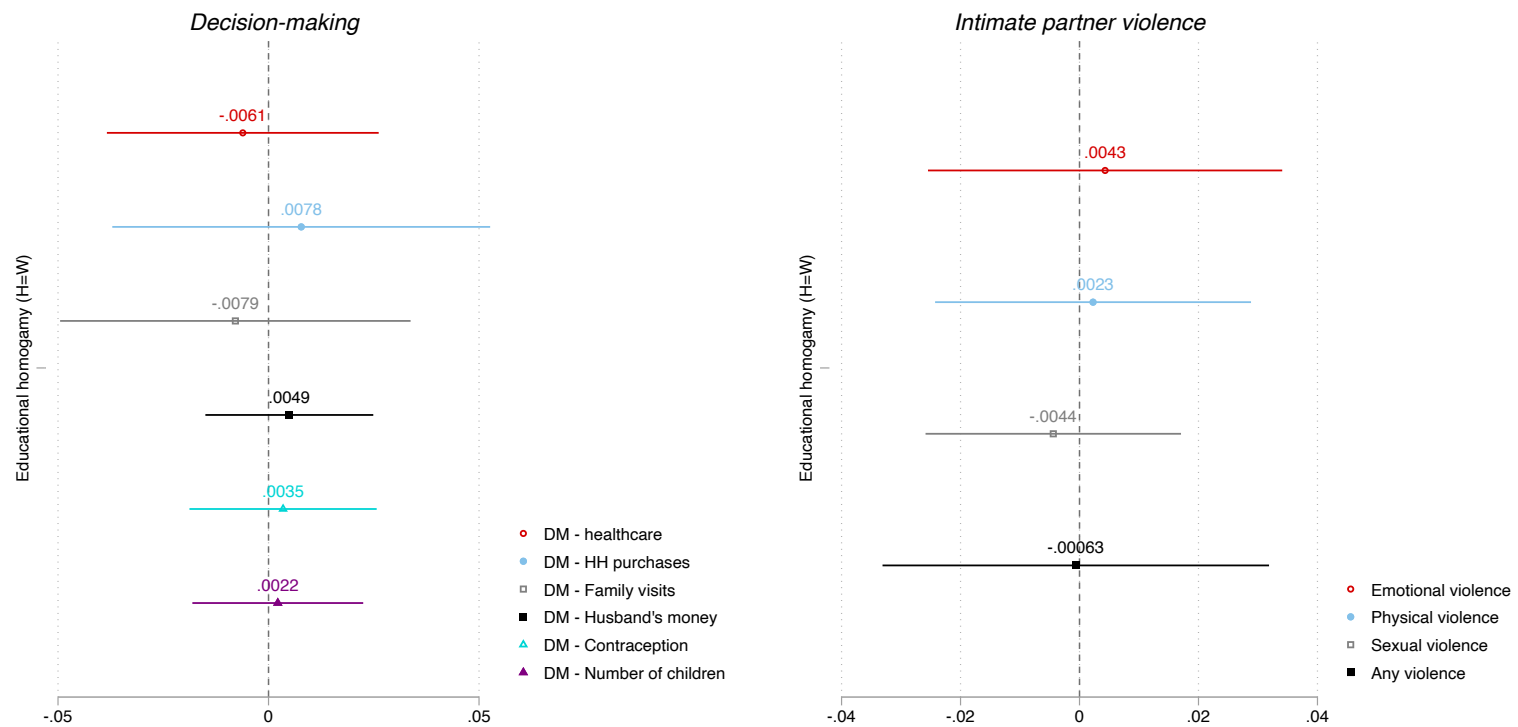 Decision-making
Educational homogamy (H=W)
-.0061
.0078
-.0079
.0049
.0035
.0022
-.05
0
.05
DM - healthcare
DM - HH purchases
DM - Family visits
DM - Husband's money
DM - Contraception
DM - Number of children
Intimate partner violence
Educational homogamy (H=W)
.0043
.0023
-.0044
-.00063
-.04
-.02
0
.02
.04
Emotional violence
Physical violence
Sexual violence
Any violence